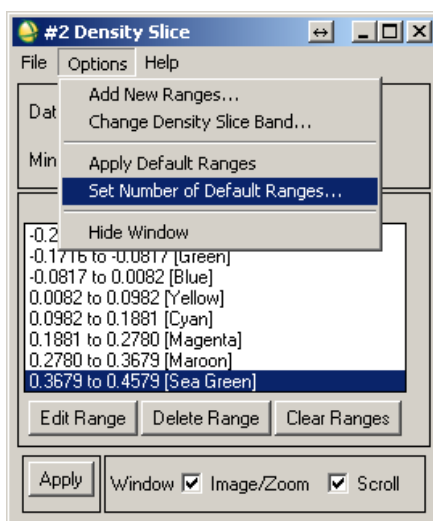 #2 Density Slice
File Options Help
Add New Ranges...
Dat
Change Density Slice Band...
Min
Apply Default Ranges
Set Number of Default Ranges...
Hide Window
-0.2
-0.1716 to -0.0817 [Green]
-0.0817 to 0.0082 [Blue]
0.0082 to 0.0982 [Yellow]
0.0982 to 0.1881 [Cyan]
0.1881 to 0.2780 [Magenta]
0.2780 to 0.3679 [Maroon]
0.3679 to 0.4579 [Sea Green]
Edit Range Delete Range Clear Ranges
Apply Window Image/Zoom Scroll